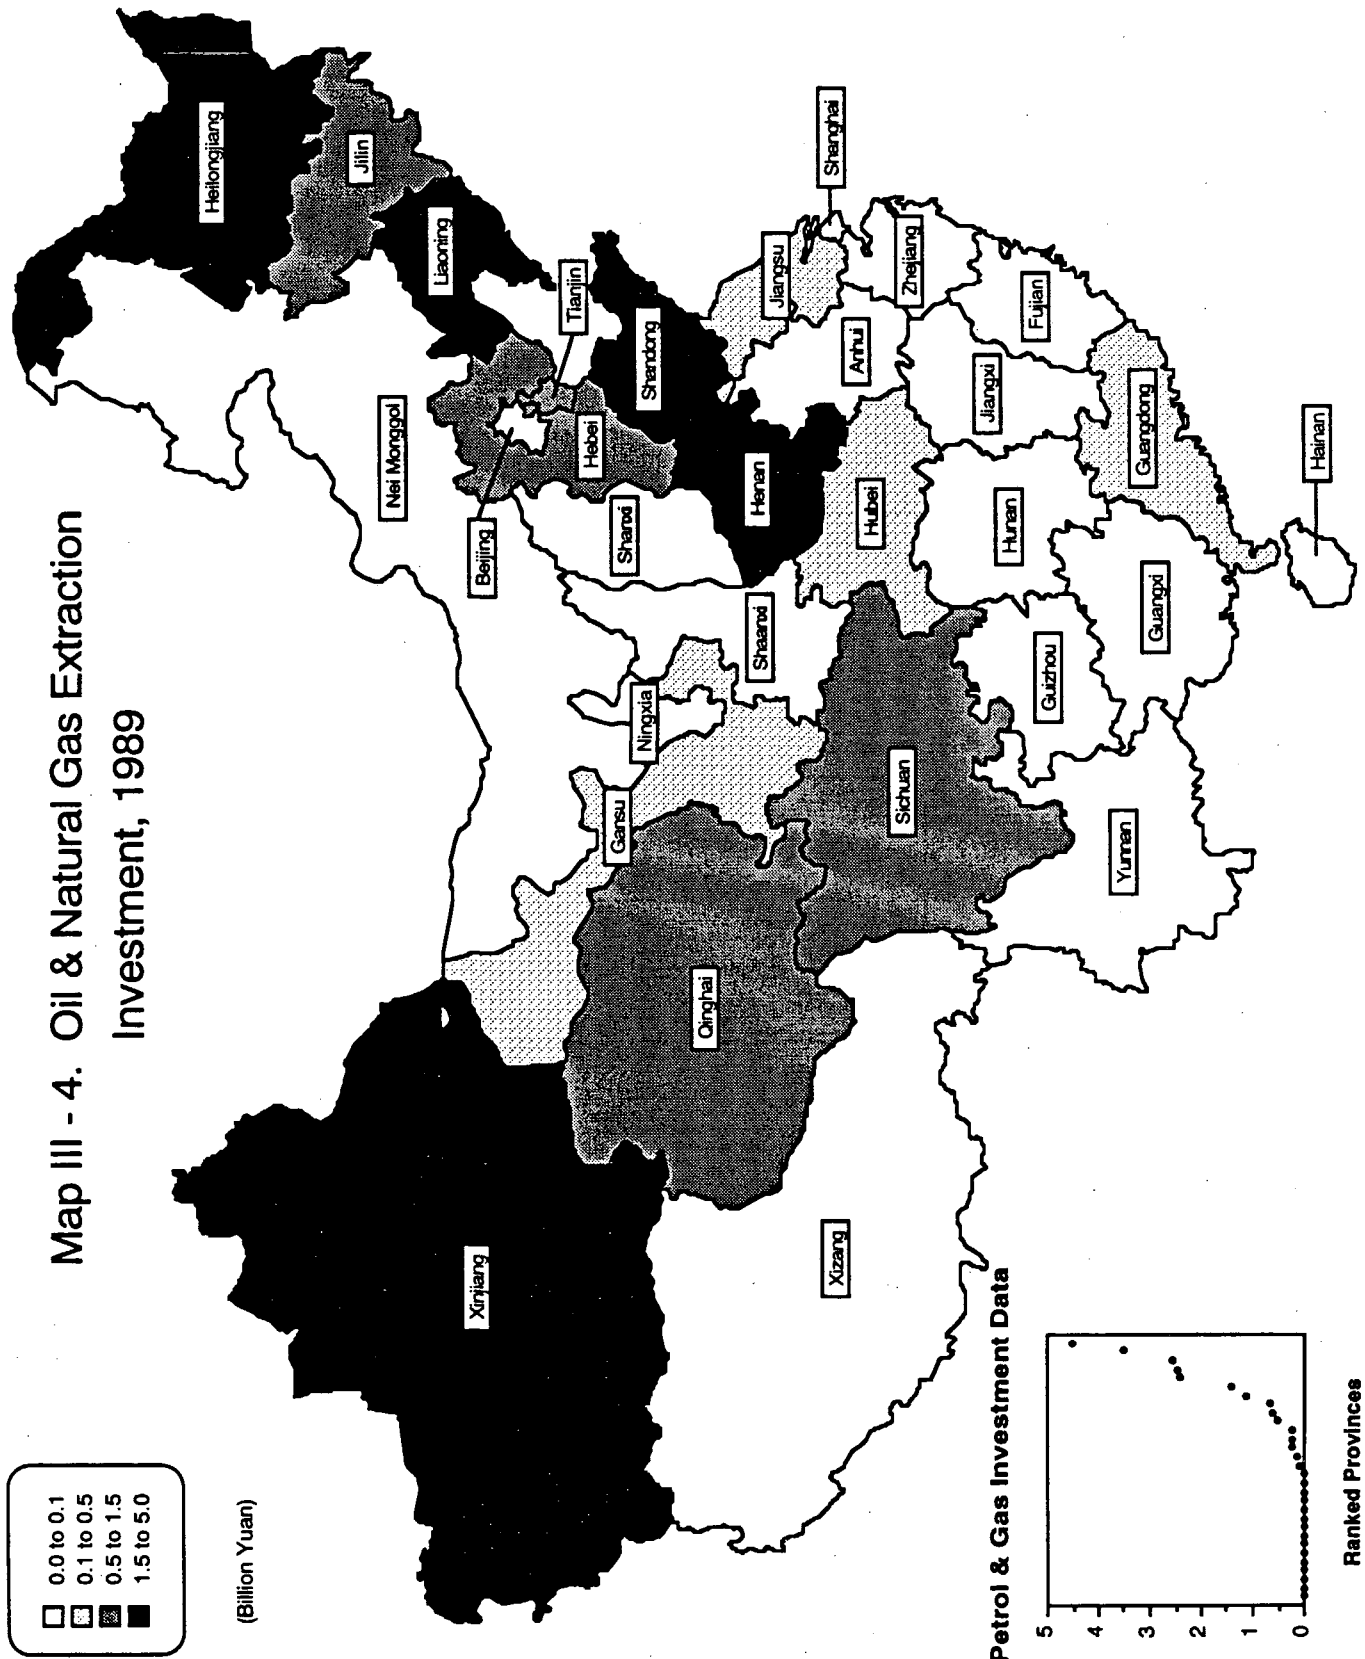 Map III - 4. Oil & Natural Gas Extraction
Investment, 1989
0.0 to 0.1
0.1 to 0.5
0.5 to 1.5
1.5 to 5.0
(Billion Yuan)
Heilongjiang
Jilin
Liaoning
Nei Monggol
Beijing
Tianjin
Hebei
Shanxi
Shandong
Henan
Shaanxi
Ningxia
Gansu
Qinghai
Xinjiang
Xizang
Sichuan
Hubei
Anhui
Jiangsu
Shanghai
Zhejiang
Jiangxi
Fujian
Hunan
Guizhou
Yunnan
Guangxi
Guangdong
Hainan
Petrol & Gas Investment Data
5
4
3
2
1
0
Ranked Provinces